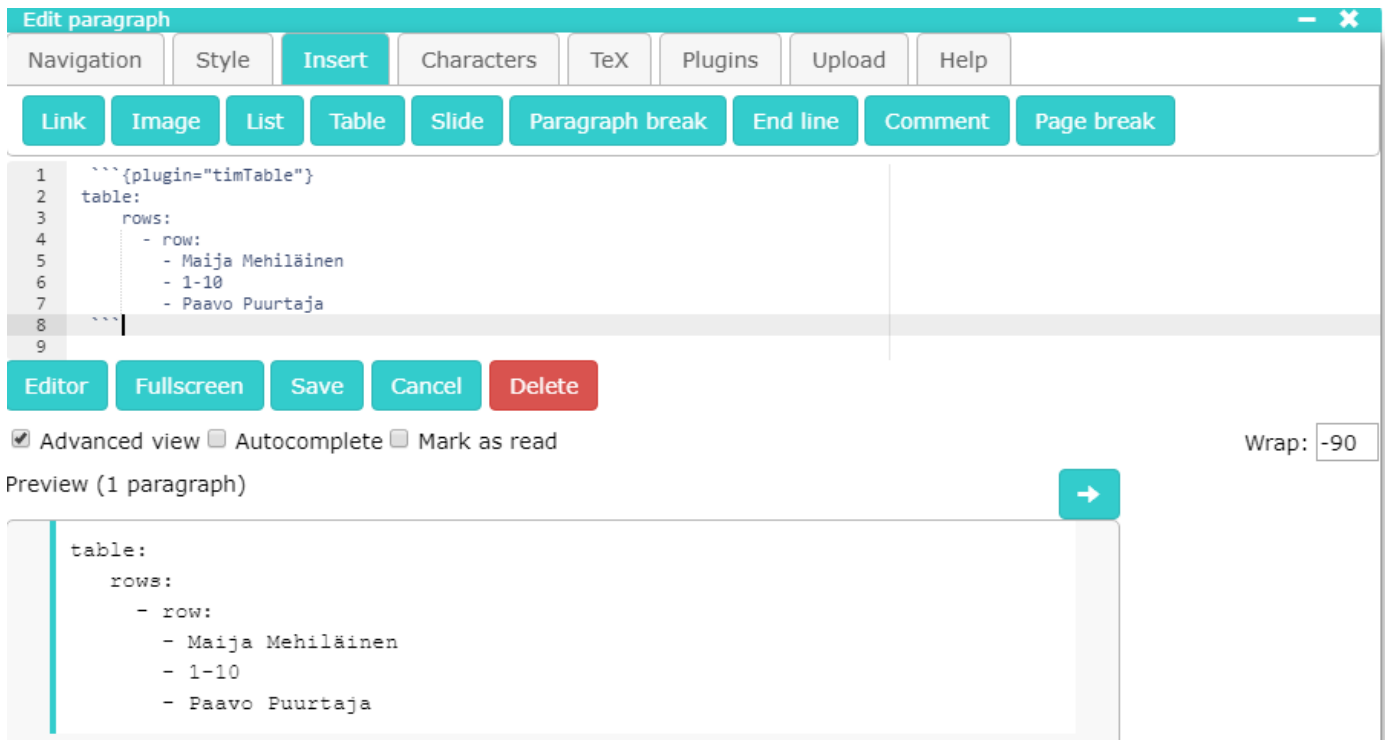 Edit paragraph
Navigation Style Insert Characters TeX Plugins Upload Help
Link Image List Table Slide Paragraph break End line Comment Page break
1 ```{plugin="timTable"}
2 table:
3     rows:
4       - row:
5         - Maija Mehiläinen
6         - 1-10
7         - Paavo Puurtaja
8 ```
9
Editor Fullscreen Save Cancel Delete
Advanced view Autocomplete Mark as read Wrap: -90
Preview (1 paragraph)
table:
   rows:
     - row:
       - Maija Mehiläinen
       - 1-10
       - Paavo Puurtaja